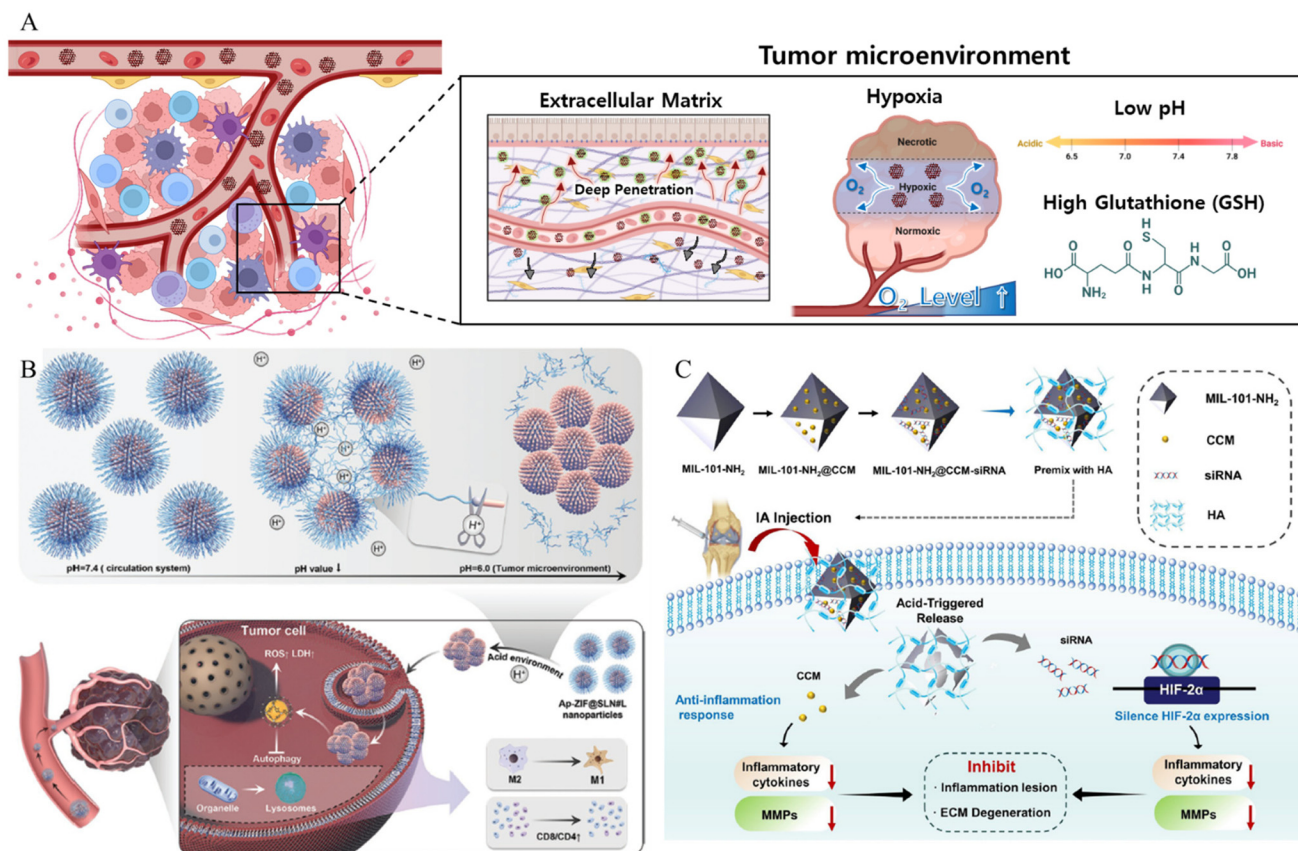 A
Tumor microenvironment
Extracellular Matrix
Deep Penetration
Hypoxia
Necrotic
O₂
Hypoxic
O₂
Normoxic
O₂ Level ↑
Low pH
Acidic
Basic
6.5
7.0
7.4
7.8
High Glutathione (GSH)
SH
O
O
H
N
O
HO
OH
NH₂
N
H
O
B
H⁺
H⁺
H⁺
H⁺
H⁺
H⁺
H⁺
H⁺
H⁺
pH=7.4 ( circulation system)
pH value ↓
pH=6.0 (Tumor microenvironment)
Tumor cell
ROS↑ LDH↑
Autophagy
Organelle
Lysosomes
Acid environment
H⁺
Ap-ZIF@SLN#L
nanoparticles
M2
M1
CD8/CD4↑
C
MIL-101-NH₂
MIL-101-NH₂@CCM
MIL-101-NH₂@CCM-siRNA
Premix with HA
MIL-101-NH₂
CCM
siRNA
HA
IA Injection
Acid-Triggered
Release
siRNA
CCM
Anti-inflammation
response
HIF-2α
Silence HIF-2α expression
Inflammatory
cytokines
MMPs
Inhibit
· Inflammation lesion
· ECM Degeneration
Inflammatory
cytokines
MMPs